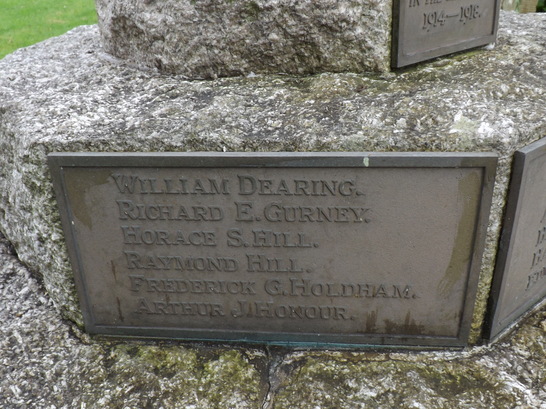 1914—1918.
WILLIAM DEARING.
RICHARD E. GURNEY.
HORACE S. HILL.
RAYMOND HILL.
FREDERICK G. HOLDHAM.
ARTHUR J. HONOUR.